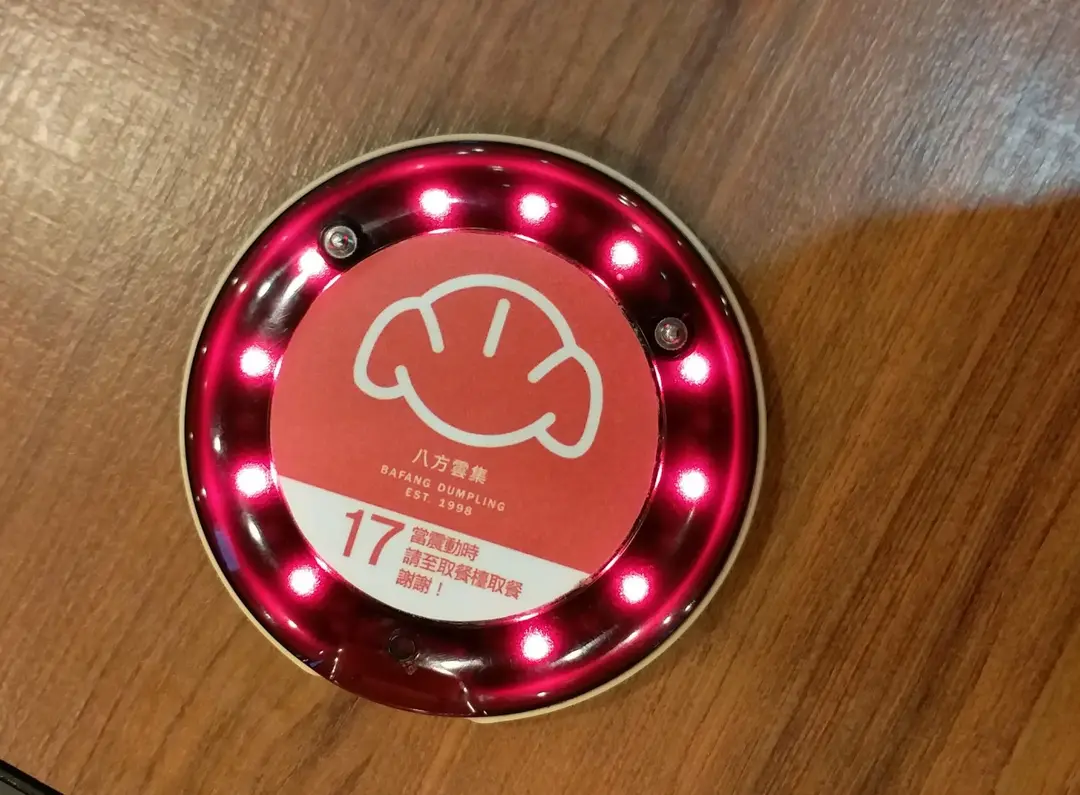 八方雲集
BAFANG DUMPLING
EST. 1998
17
當震動時
請至取餐檯取餐
謝謝！